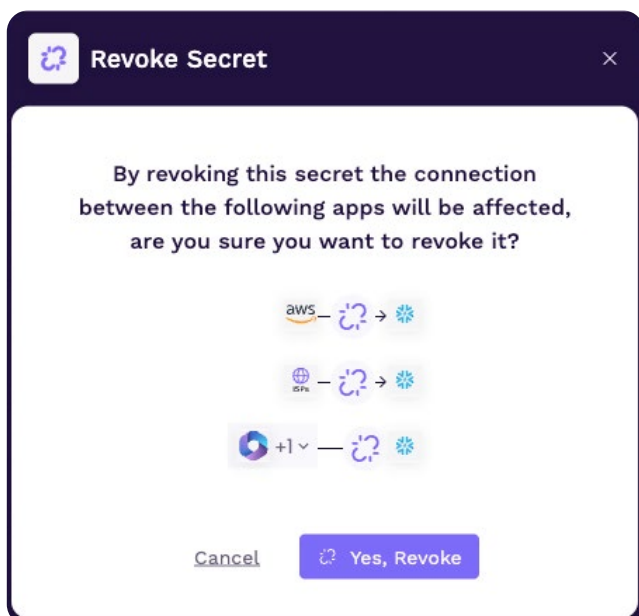 Revoke Secret
By revoking this secret the connection
between the following apps will be affected,
are you sure you want to revoke it?
aws
ISPs
+1
Cancel
Yes, Revoke